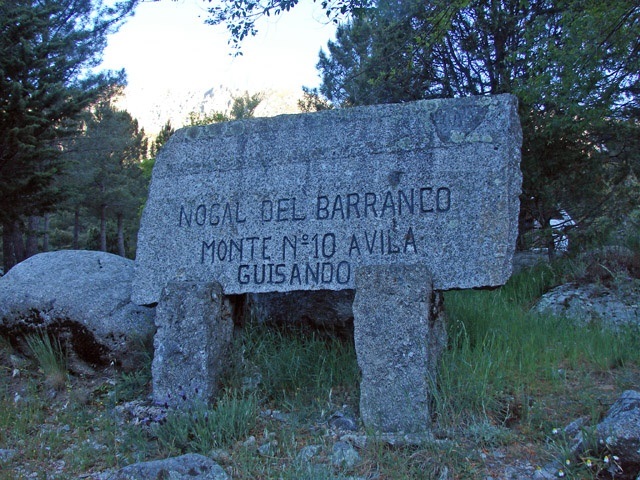 NOGAL DEL BARRANCO
MONTE Nº10 AVILA
GUISANDO